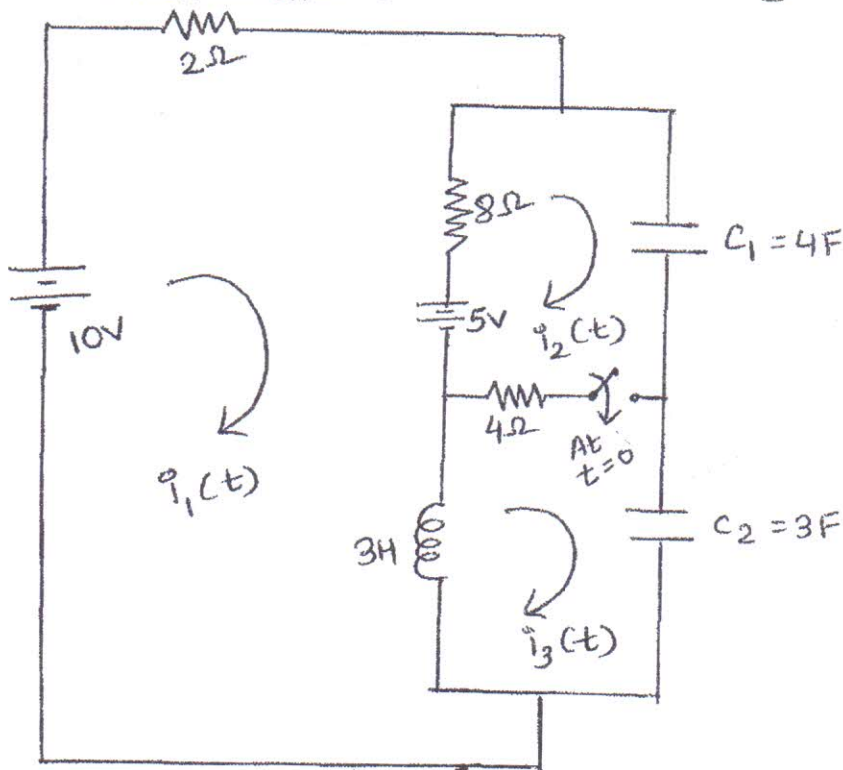 2Ω
8Ω
C₁ = 4F
10V
5V
i₂(t)
4Ω
At
t=0
i₁(t)
3H
C₂ = 3F
i₃(t)